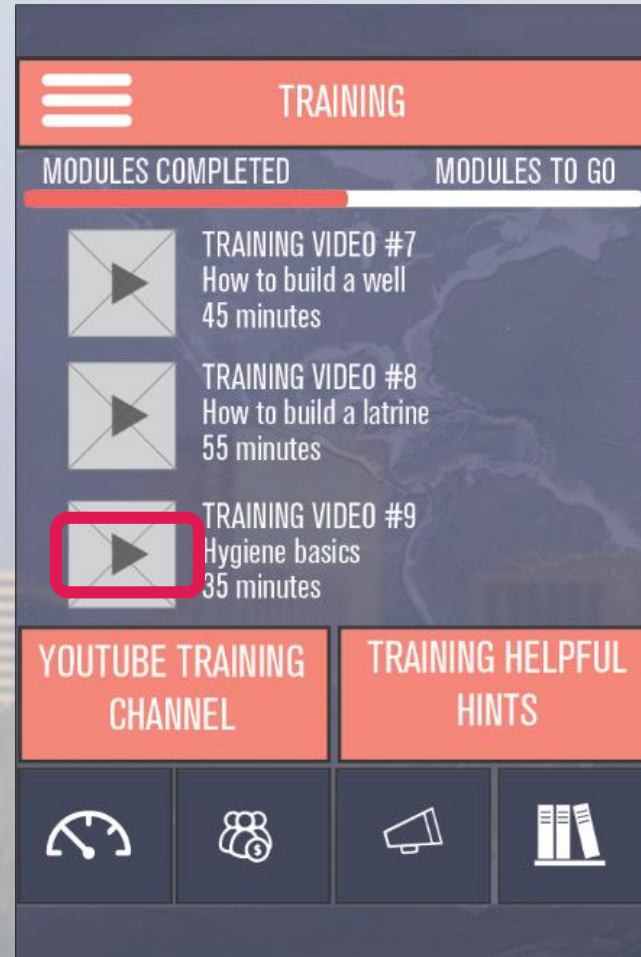 TRAINING
MODULES COMPLETED MODULES TO GO
TRAINING VIDEO #7
How to build a well
45 minutes
TRAINING VIDEO #8
How to build a latrine
55 minutes
TRAINING VIDEO #9
Hygiene basics
35 minutes
YOUTUBE TRAINING
CHANNEL
TRAINING HELPFUL
HINTS